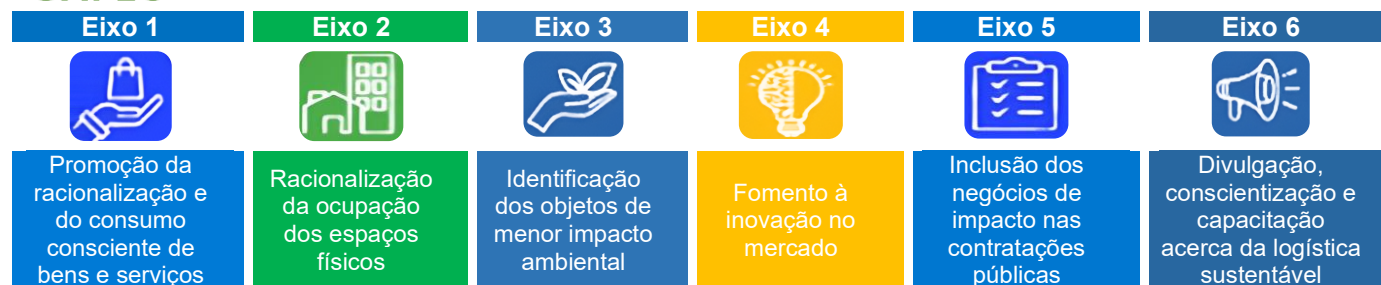 Eixo 1
Promoção da
racionalização e
do consumo
consciente de
bens e serviços
Eixo 2
Racionalização
da ocupação
dos espaços
físicos
Eixo 3
Identificação
dos objetos de
menor impacto
ambiental
Eixo 4
Fomento à
inovação no
mercado
Eixo 5
Inclusão dos
negócios de
impacto nas
contratações
públicas
Eixo 6
Divulgação,
conscientização e
capacitação
acerca da logística
sustentável